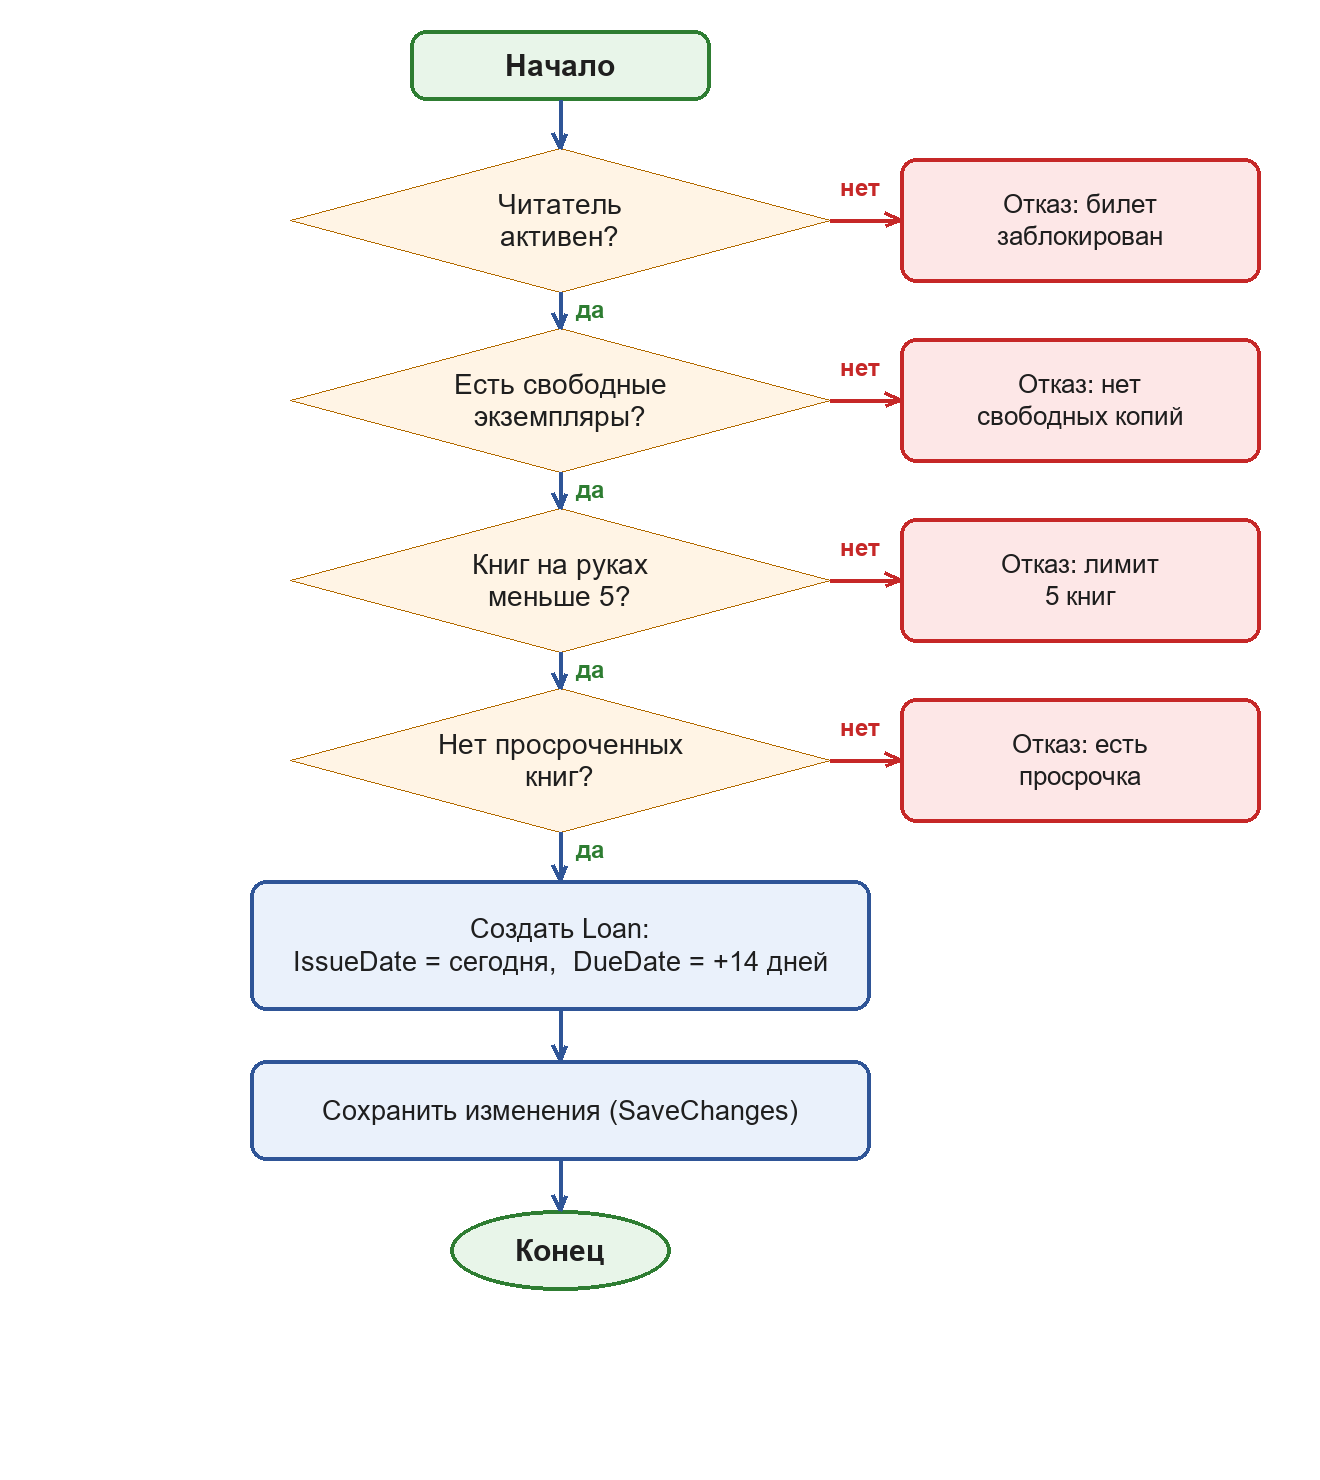 Начало
Читатель
активен?
нет
Отказ: билет
заблокирован
да
Есть свободные
экземпляры?
нет
Отказ: нет
свободных копий
да
Книг на руках
меньше 5?
нет
Отказ: лимит
5 книг
да
Нет просроченных
книг?
нет
Отказ: есть
просрочка
да
Создать Loan:
IssueDate = сегодня,  DueDate = +14 дней
Сохранить изменения (SaveChanges)
Конец